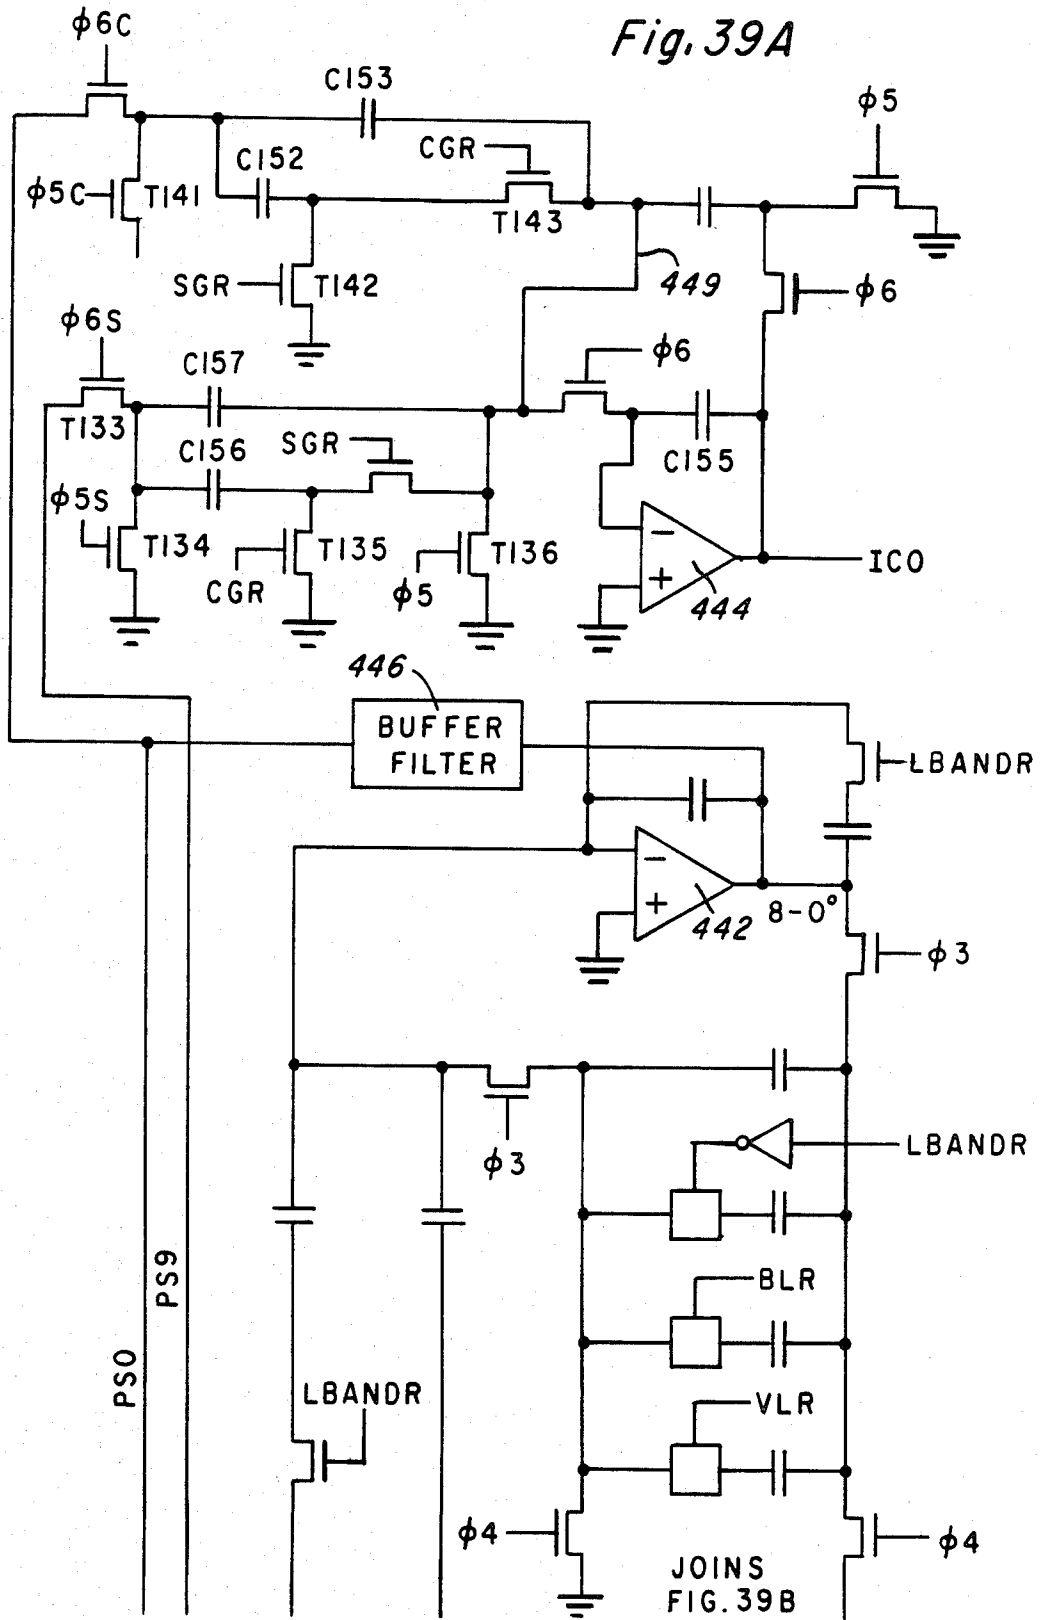 Fig. 39A
ϕ6C
C153
ϕ5
CGR
C152
ϕ5C
T141
T143
SGR
T142
449
ϕ6
ϕ6S
C157
ϕ6
T133
SGR
C156
C155
ϕ5S
T134
T135
T136
ICO
CGR
ϕ5
444
446
BUFFER
FILTER
LBANDR
8-0°
442
ϕ3
ϕ3
LBANDR
PS9
BLR
PS0
LBANDR
VLR
ϕ4
ϕ4
JOINS
FIG. 39B